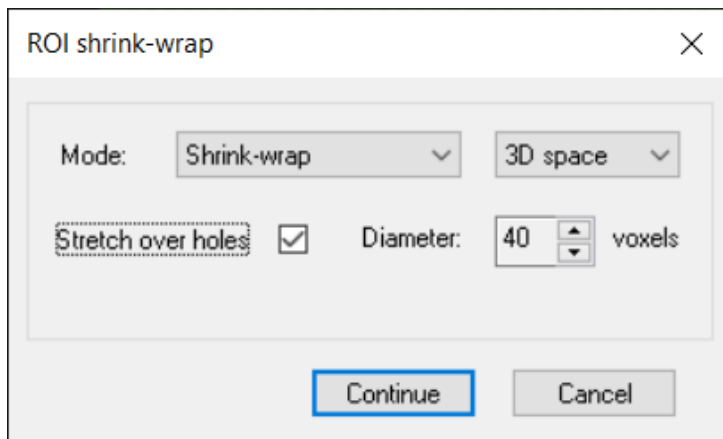 ROI shrink-wrap
Mode: Shrink-wrap 3D space
Stretch over holes Diameter: 40 voxels
Continue Cancel